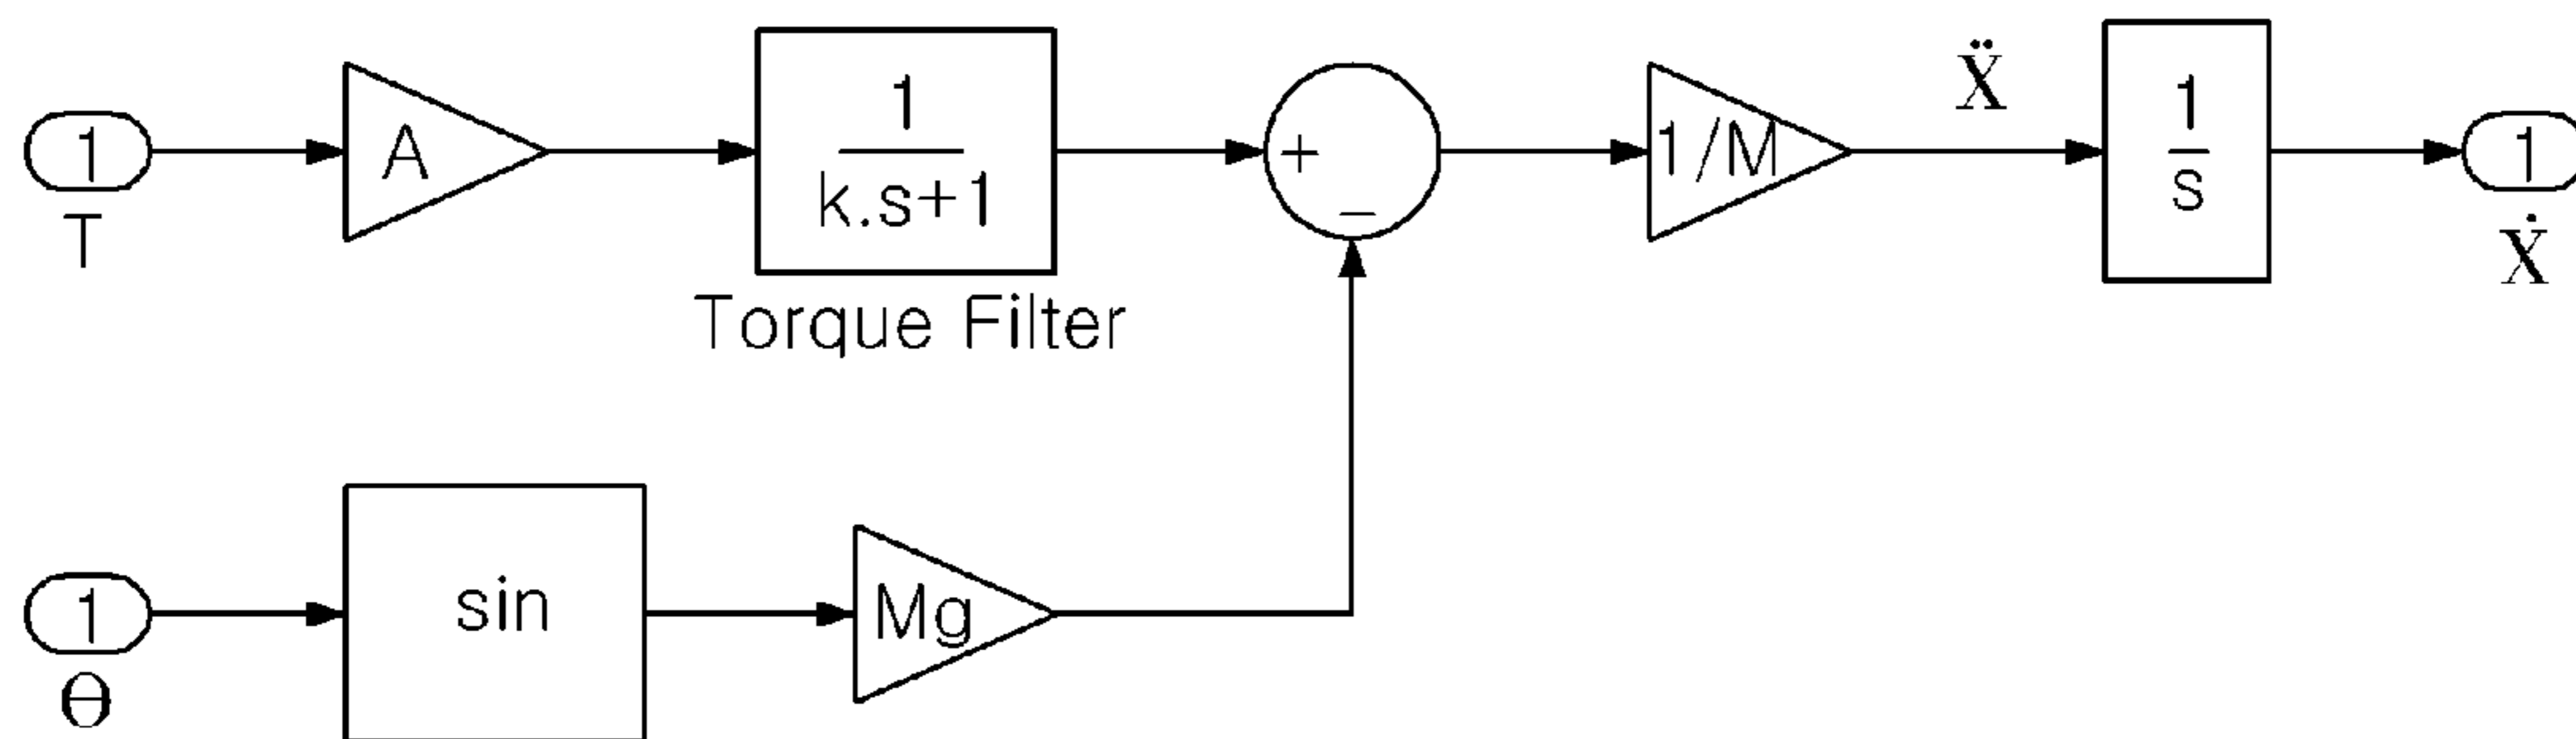 1
T
A
1
k.s+1
Torque Filter
+
−
1/M
Ẍ
1
s
1
Ẋ
1
θ
sin
Mg